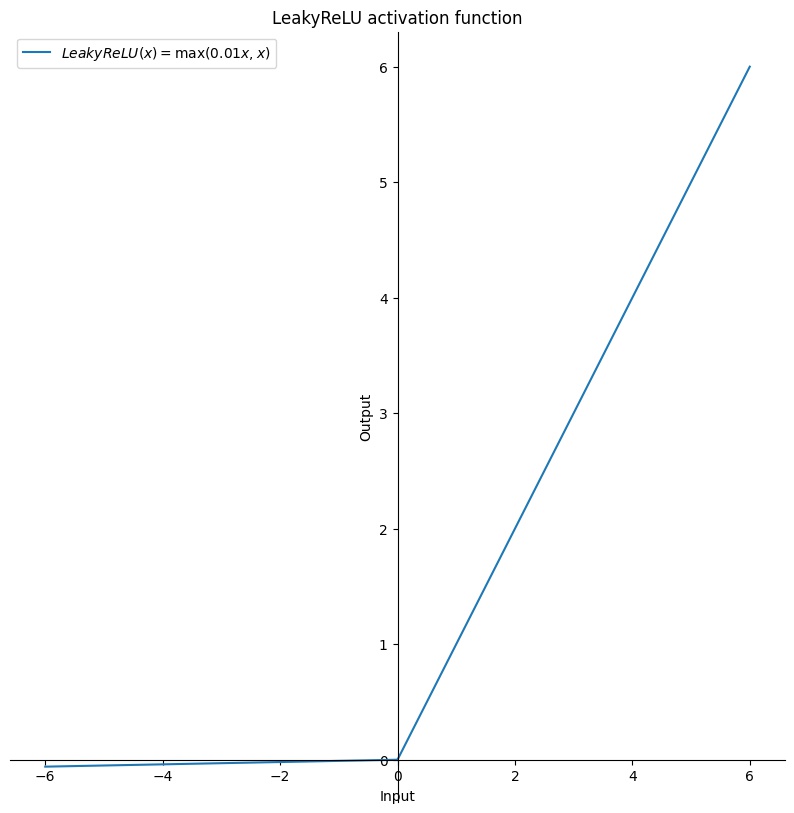 LeakyReLU activation function
LeakyReLU(x) = max(0.01x, x)
6
5
4
3
Output
2
1
0
−6 −4 −2 0 2 4 6
Input